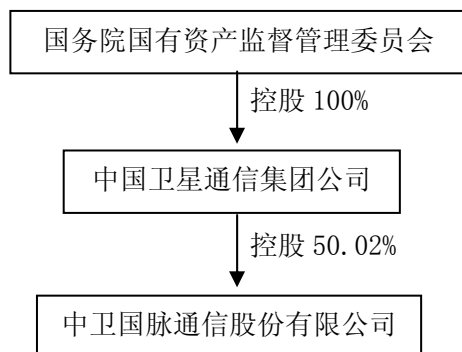 国务院国有资产监督管理委员会
控股 100%
中国卫星通信集团公司
控股 50.02%
中卫国脉通信股份有限公司